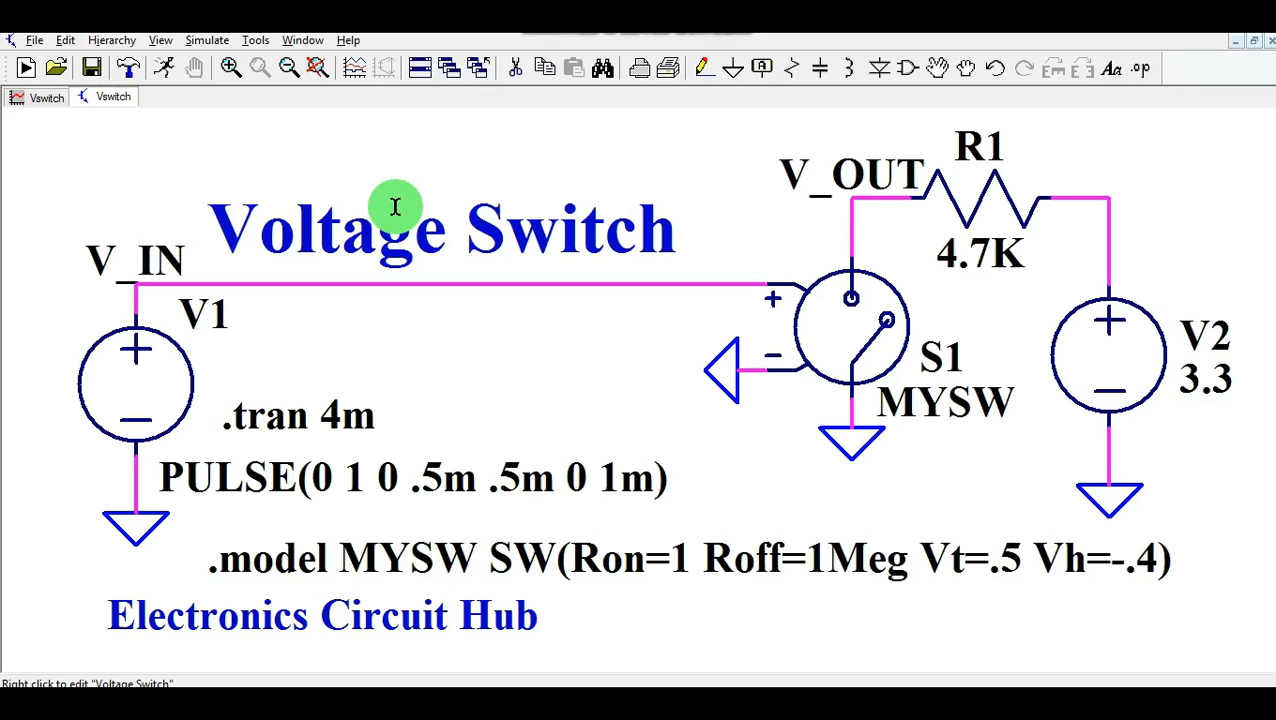 File Edit Hierarchy View Simulate Tools Window Help
Aa .op
Vswitch Vswitch
R1
V_OUT
Voltage Switch
4.7K
V_IN
V1
+
+
+
V2
3.3
S1
MYSW
.tran 4m
PULSE(0 1 0 .5m .5m 0 1m)
.model MYSW SW(Ron=1 Roff=1Meg Vt=.5 Vh=-.4)
Electronics Circuit Hub
Right click to edit "Voltage Switch"